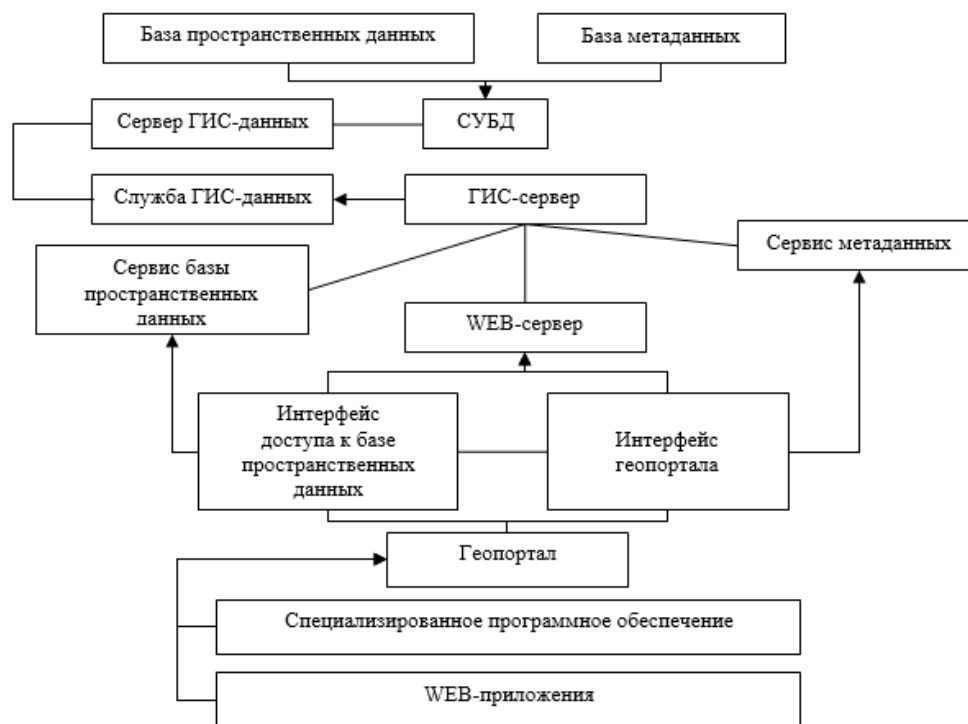 База пространственных данных
База метаданных
Сервер ГИС-данных
СУБД
Служба ГИС-данных
ГИС-сервер
Сервис метаданных
Сервис базы
пространственных
данных
WEB-сервер
Интерфейс
доступа к базе
пространственных
данных
Интерфейс
геопортала
Геопортал
Специализированное программное обеспечение
WEB-приложения